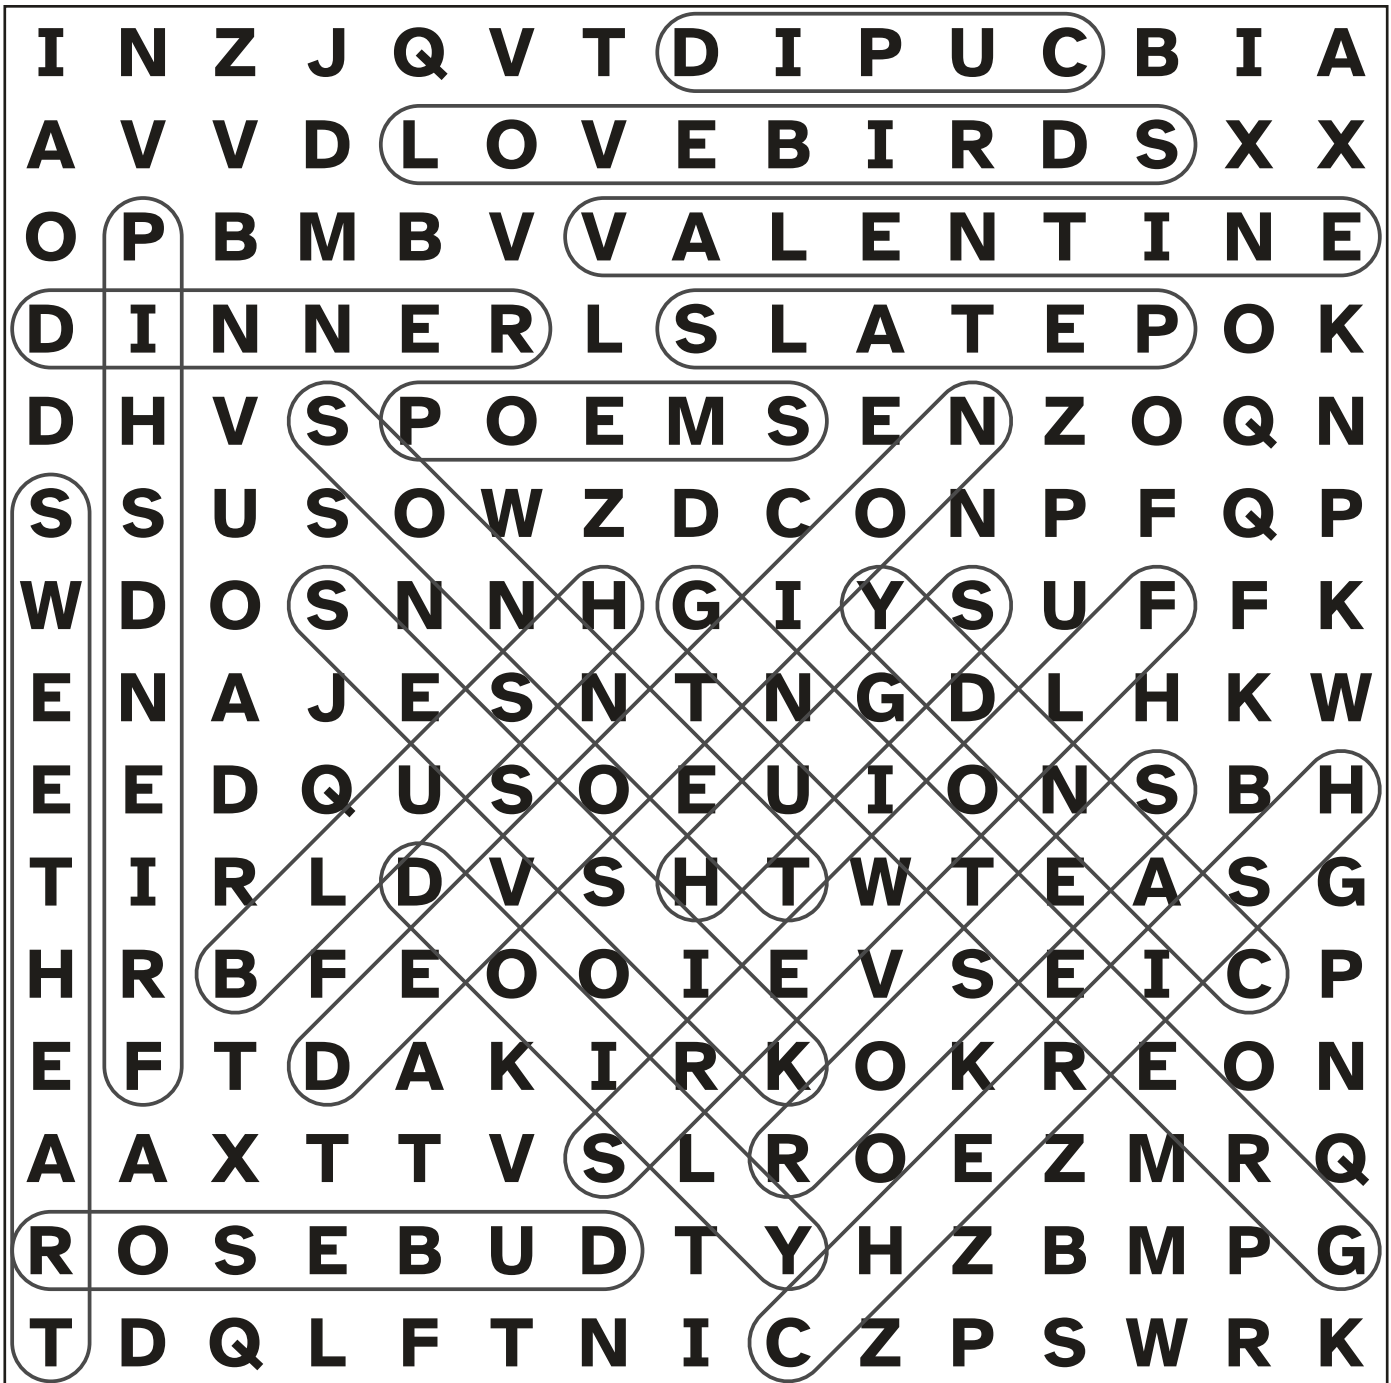 I N Z J Q V T D I P U C B I A
A V V D L O V E B I R D S X X
O P B M B V V A L E N T I N E
D I N N E R L S L A T E P O K
D H V S P O E M S E N Z O Q N
S S U S O W Z D C O N P F Q P
W D O S N N H G I Y S U F F K
E N A J E S N T N G D L H K W
E E D Q U S O E U I O N S B H
T I R L D V S H T W T E A S G
H R B F E O O I E V S E I C P
E F T D A K I R K O K R E O N
A A X T T V S L R O E Z M R Q
R O S E B U D T Y H Z B M P G
T D Q L F T N I C Z P S W R K